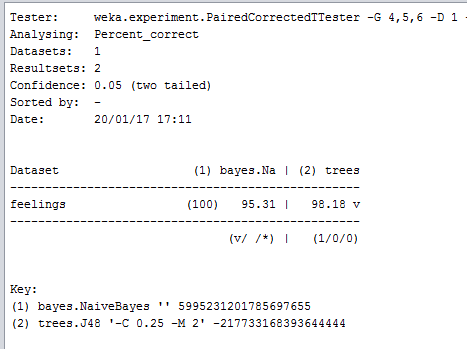 Tester: weka.experiment.PairedCorrectedTTester -G 4,5,6 -D 1
Analysing: Percent_correct
Datasets: 1
Resultsets: 2
Confidence: 0.05 (two tailed)
Sorted by: -
Date: 20/01/17 17:11
Dataset (1) bayes.Na | (2) trees
----------------------------------------------------
feelings (100) 95.31 | 98.18 v
----------------------------------------------------
(v/ /*) | (1/0/0)
Key:
(1) bayes.NaiveBayes '' 5995231201785697655
(2) trees.J48 '-C 0.25 -M 2' -217733168393644444